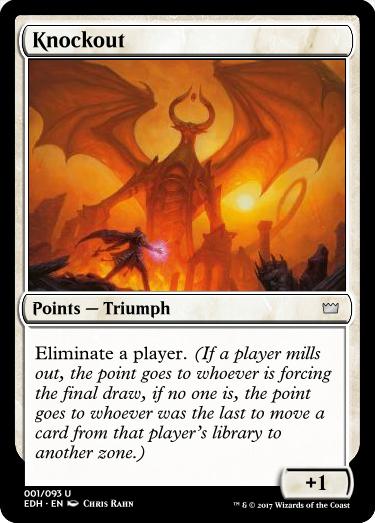 Knockout
Points — Triumph
Eliminate a player. (If a player mills
out, the point goes to whoever is forcing
the final draw, if no one is, the point
goes to whoever was the last to move a
card from that player's library to
another zone.)
+1
001/093 U
EDH • EN Chris Rahn
™ & © 2017 Wizards of the Coast